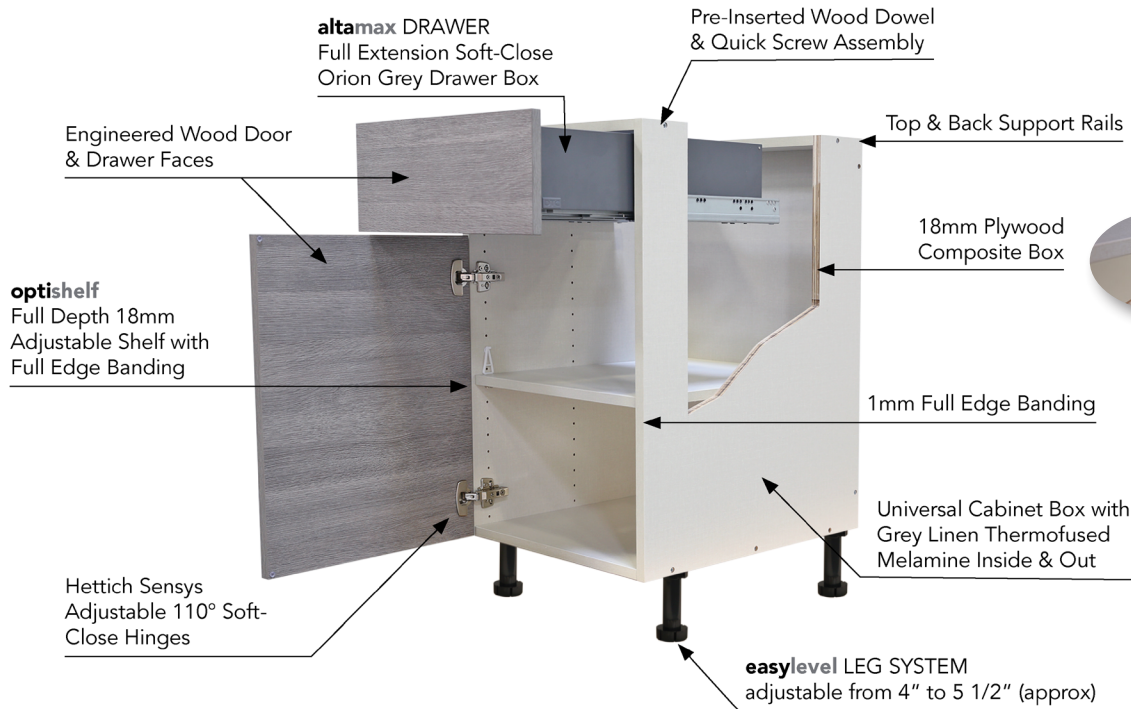 altamax DRAWER
Full Extension Soft-Close
Orion Grey Drawer Box
Pre-Inserted Wood Dowel
& Quick Screw Assembly
Engineered Wood Door
& Drawer Faces
Top & Back Support Rails
18mm Plywood
Composite Box
optishelf
Full Depth 18mm
Adjustable Shelf with
Full Edge Banding
1mm Full Edge Banding
Universal Cabinet Box with
Grey Linen Thermofused
Melamine Inside & Out
Hettich Sensys
Adjustable 110° Soft-
Close Hinges
easylevel LEG SYSTEM
adjustable from 4” to 5 1/2” (approx)